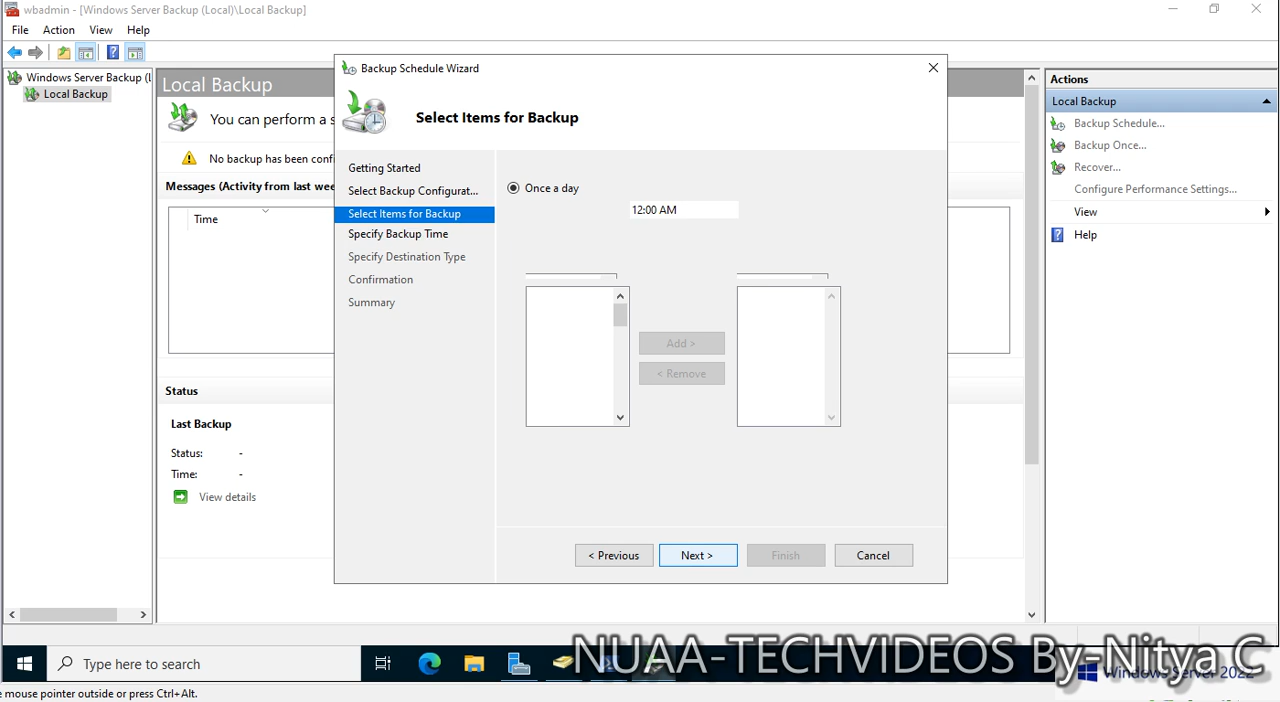 wbadmin - [Windows Server Backup (Local)\Local Backup]
File Action View Help
Windows Server Backup (L
Local Backup
Local Backup
You can perform a s
No backup has been confi
Messages (Activity from last wee
Time
Status
Last Backup
Status: -
Time: -
View details
Backup Schedule Wizard
Select Items for Backup
Getting Started
Select Backup Configurat...
Select Items for Backup
Specify Backup Time
Specify Destination Type
Confirmation
Summary
Once a day
12:00 AM
Add >
< Remove
< Previous
Next >
Finish
Cancel
Actions
Local Backup
Backup Schedule...
Backup Once...
Recover...
Configure Performance Settings...
View
Help
Type here to search
NUAA-TECHVIDEOS By-Nitya C
Windows Server 2022
e mouse pointer outside or press Ctrl+Alt.